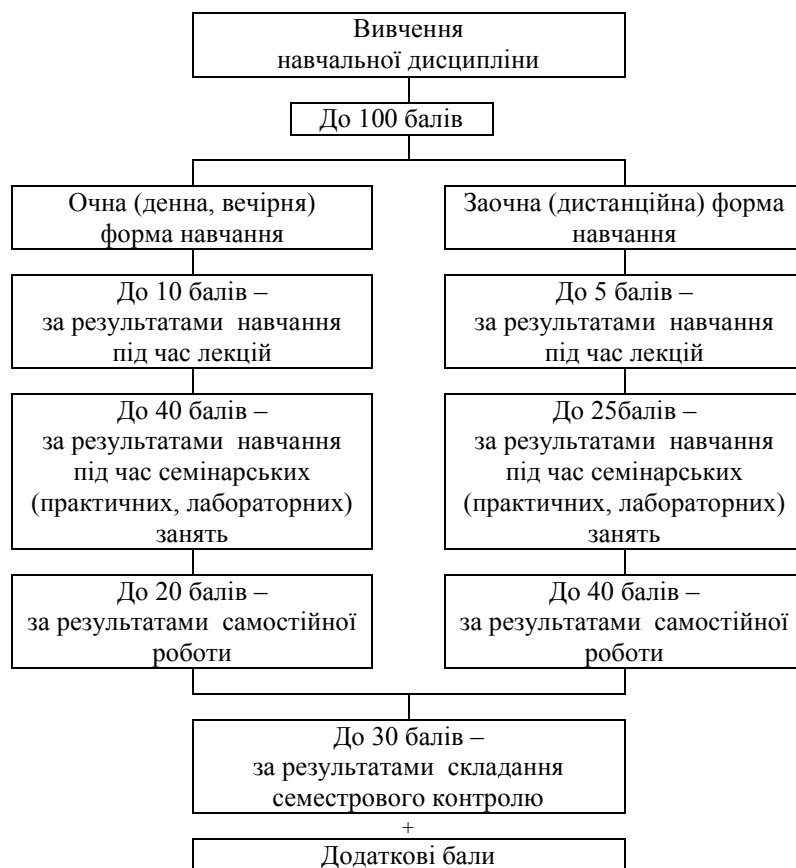 Вивчення
навчальної дисципліни
До 100 балів
Очна (денна, вечірня)
форма навчання
До 10 балів –
за результатами навчання
під час лекцій
До 40 балів –
за результатами навчання
під час семінарських
(практичних, лабораторних)
занять
До 20 балів –
за результатами самостійної
роботи
Заочна (дистанційна) форма
навчання
До 5 балів –
за результатами навчання
під час лекцій
До 25балів –
за результатами навчання
під час семінарських
(практичних, лабораторних)
занять
До 40 балів –
за результатами самостійної
роботи
До 30 балів –
за результатами складання
семестрового контролю
+
Додаткові бали